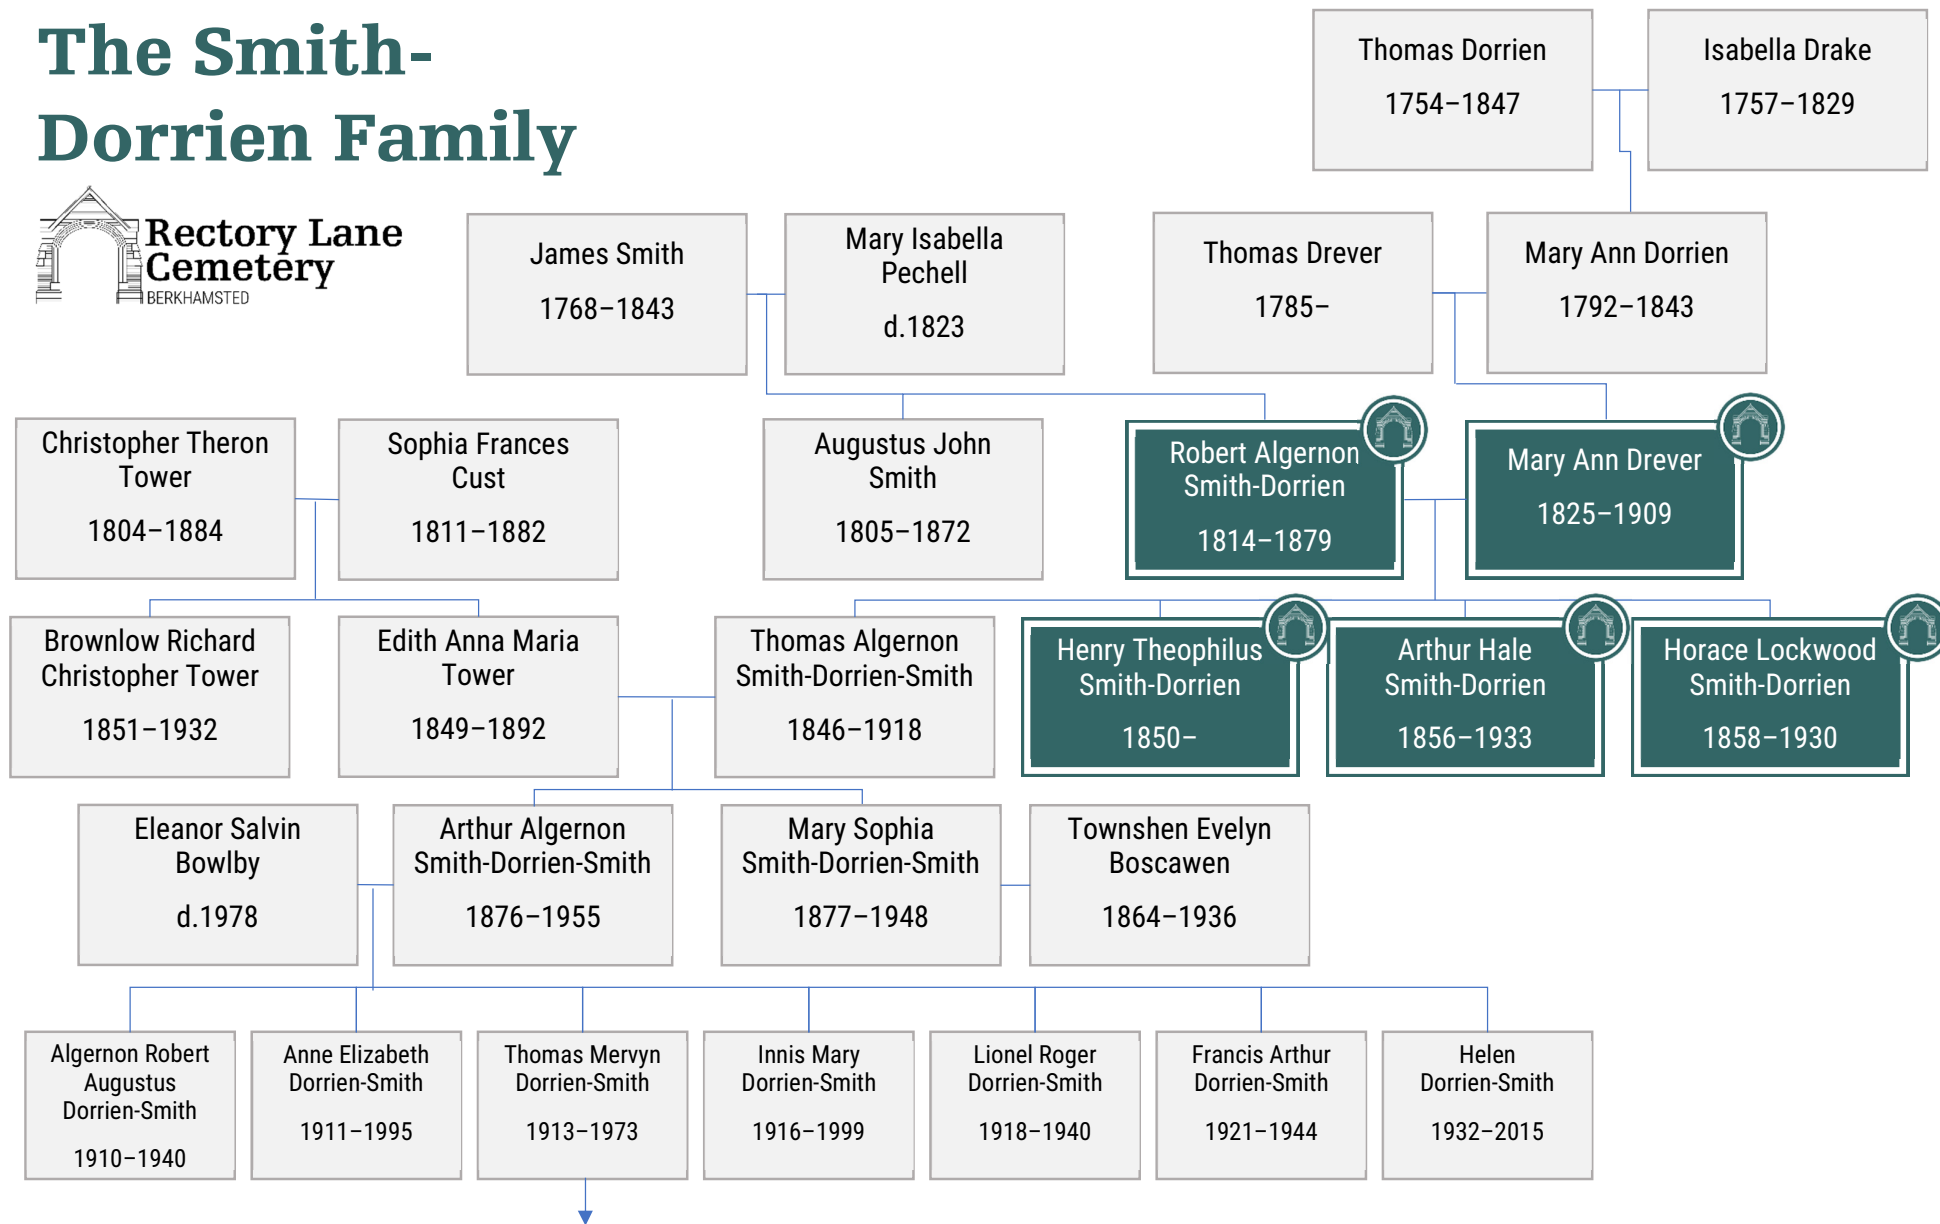 The Smith-
Dorrien Family
Rectory Lane
Cemetery
BERKHAMSTED
Thomas Dorrien
1754–1847
Isabella Drake
1757–1829
James Smith
1768–1843
Mary Isabella
Pechell
d.1823
Thomas Drever
1785–
Mary Ann Dorrien
1792–1843
Christopher Theron
Tower
1804–1884
Sophia Frances
Cust
1811–1882
Augustus John
Smith
1805–1872
Robert Algernon
Smith-Dorrien
1814–1879
Mary Ann Drever
1825–1909
Brownlow Richard
Christopher Tower
1851–1932
Edith Anna Maria
Tower
1849–1892
Thomas Algernon
Smith-Dorrien-Smith
1846–1918
Henry Theophilus
Smith-Dorrien
1850–
Arthur Hale
Smith-Dorrien
1856–1933
Horace Lockwood
Smith-Dorrien
1858–1930
Eleanor Salvin
Bowlby
d.1978
Arthur Algernon
Smith-Dorrien-Smith
1876–1955
Mary Sophia
Smith-Dorrien-Smith
1877–1948
Townshen Evelyn
Boscawen
1864–1936
Algernon Robert
Augustus
Dorrien-Smith
1910–1940
Anne Elizabeth
Dorrien-Smith
1911–1995
Thomas Mervyn
Dorrien-Smith
1913–1973
Innis Mary
Dorrien-Smith
1916–1999
Lionel Roger
Dorrien-Smith
1918–1940
Francis Arthur
Dorrien-Smith
1921–1944
Helen
Dorrien-Smith
1932–2015